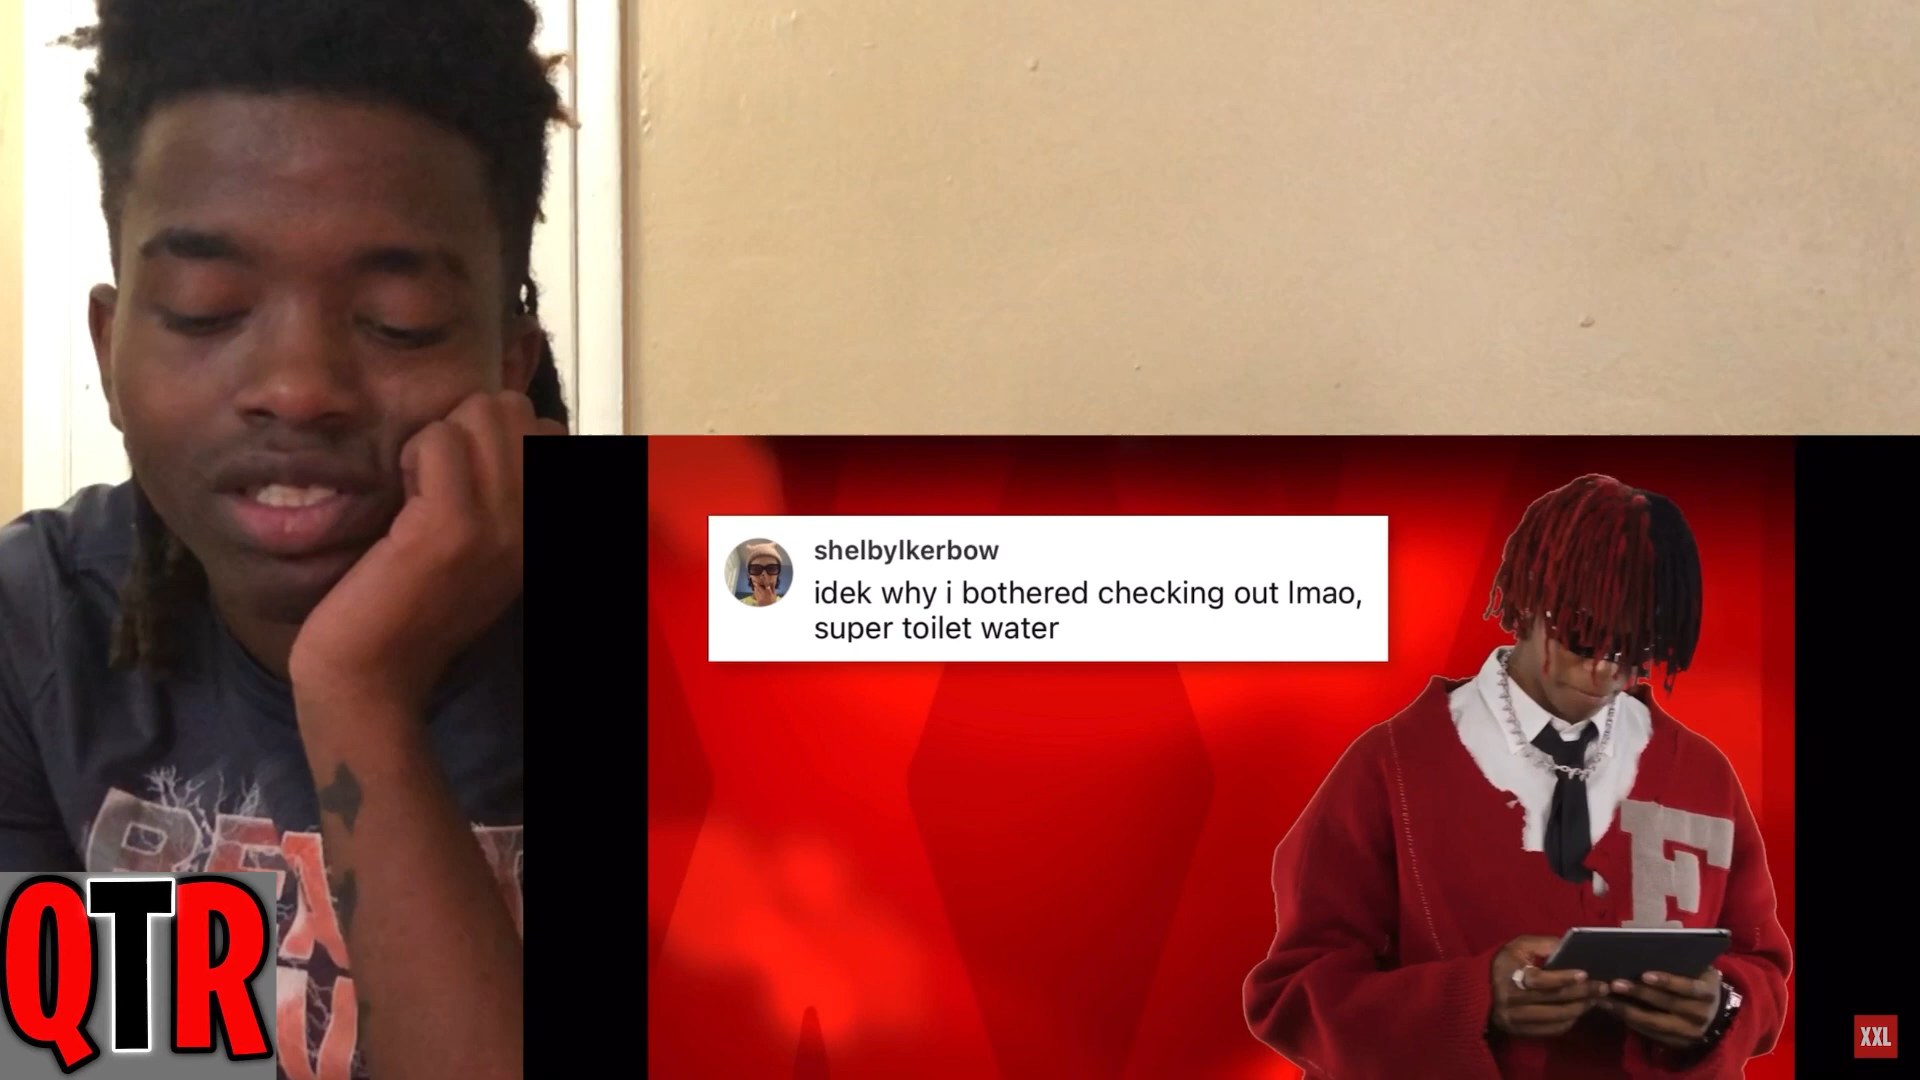 shelbylkerbow
idek why i bothered checking out lmao,
super toilet water
F
QTR
XXL